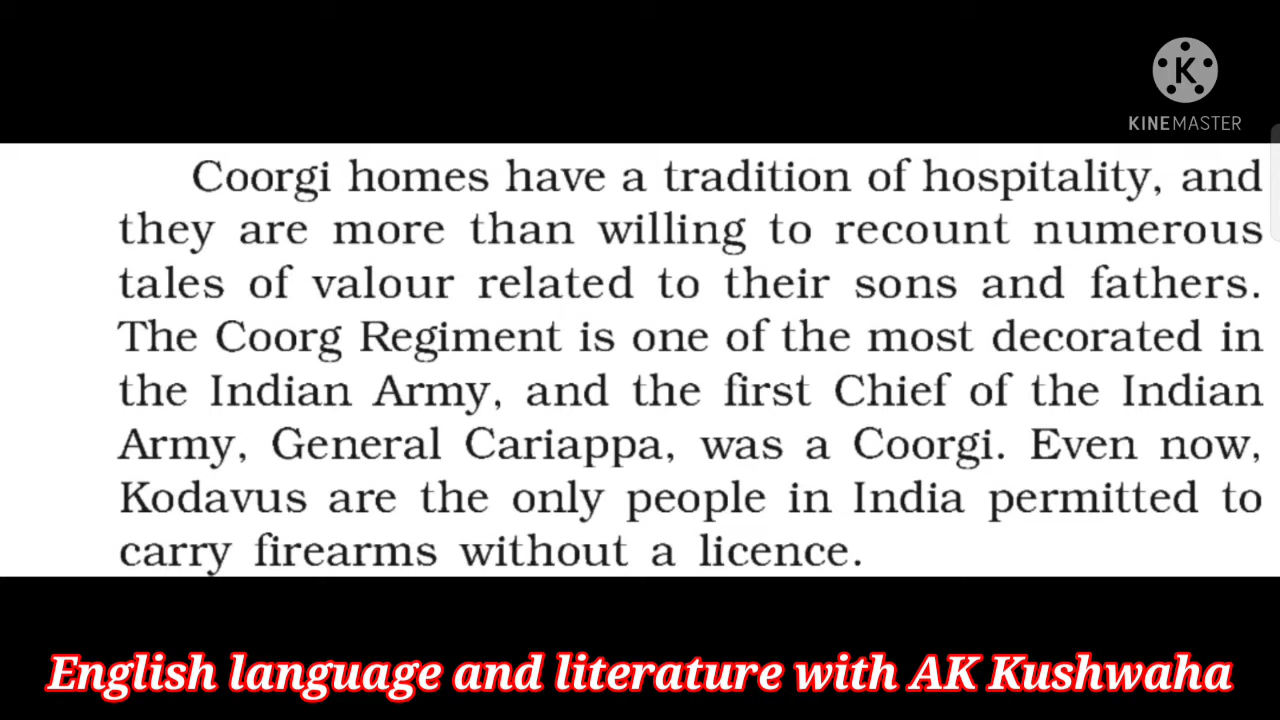 K
KINEMASTER
Coorgi homes have a tradition of hospitality, and
they are more than willing to recount numerous
tales of valour related to their sons and fathers.
The Coorg Regiment is one of the most decorated in
the Indian Army, and the first Chief of the Indian
Army, General Cariappa, was a Coorgi. Even now,
Kodavus are the only people in India permitted to
carry firearms without a licence.
English language and literature with AK Kushwaha